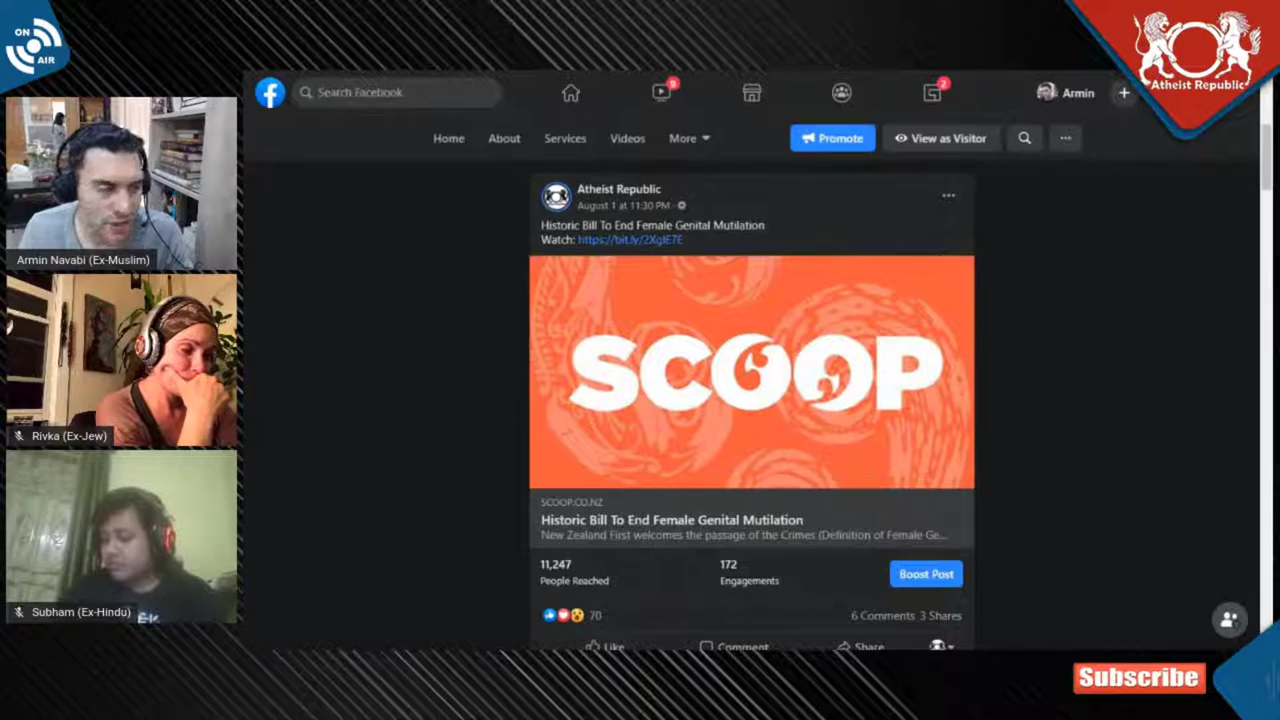 ON
AIR
Atheist Republic
Search Facebook
9
2
Armin
Home
About
Services
Videos
More
Promote
View as Visitor
Atheist Republic
August 1 at 11:30 PM
Historic Bill To End Female Genital Mutilation
Watch: https://bit.ly/2XgIE7E
SCOOP
SCOOP.CO.NZ
Historic Bill To End Female Genital Mutilation
New Zealand First welcomes the passage of the Crimes (Definition of Female Ge...
11,247
People Reached
172
Engagements
Boost Post
70
6 Comments 3 Shares
Like
Comment
Share
Armin Navabi (Ex-Muslim)
Rivka (Ex-Jew)
Subham (Ex-Hindu)
Subscribe